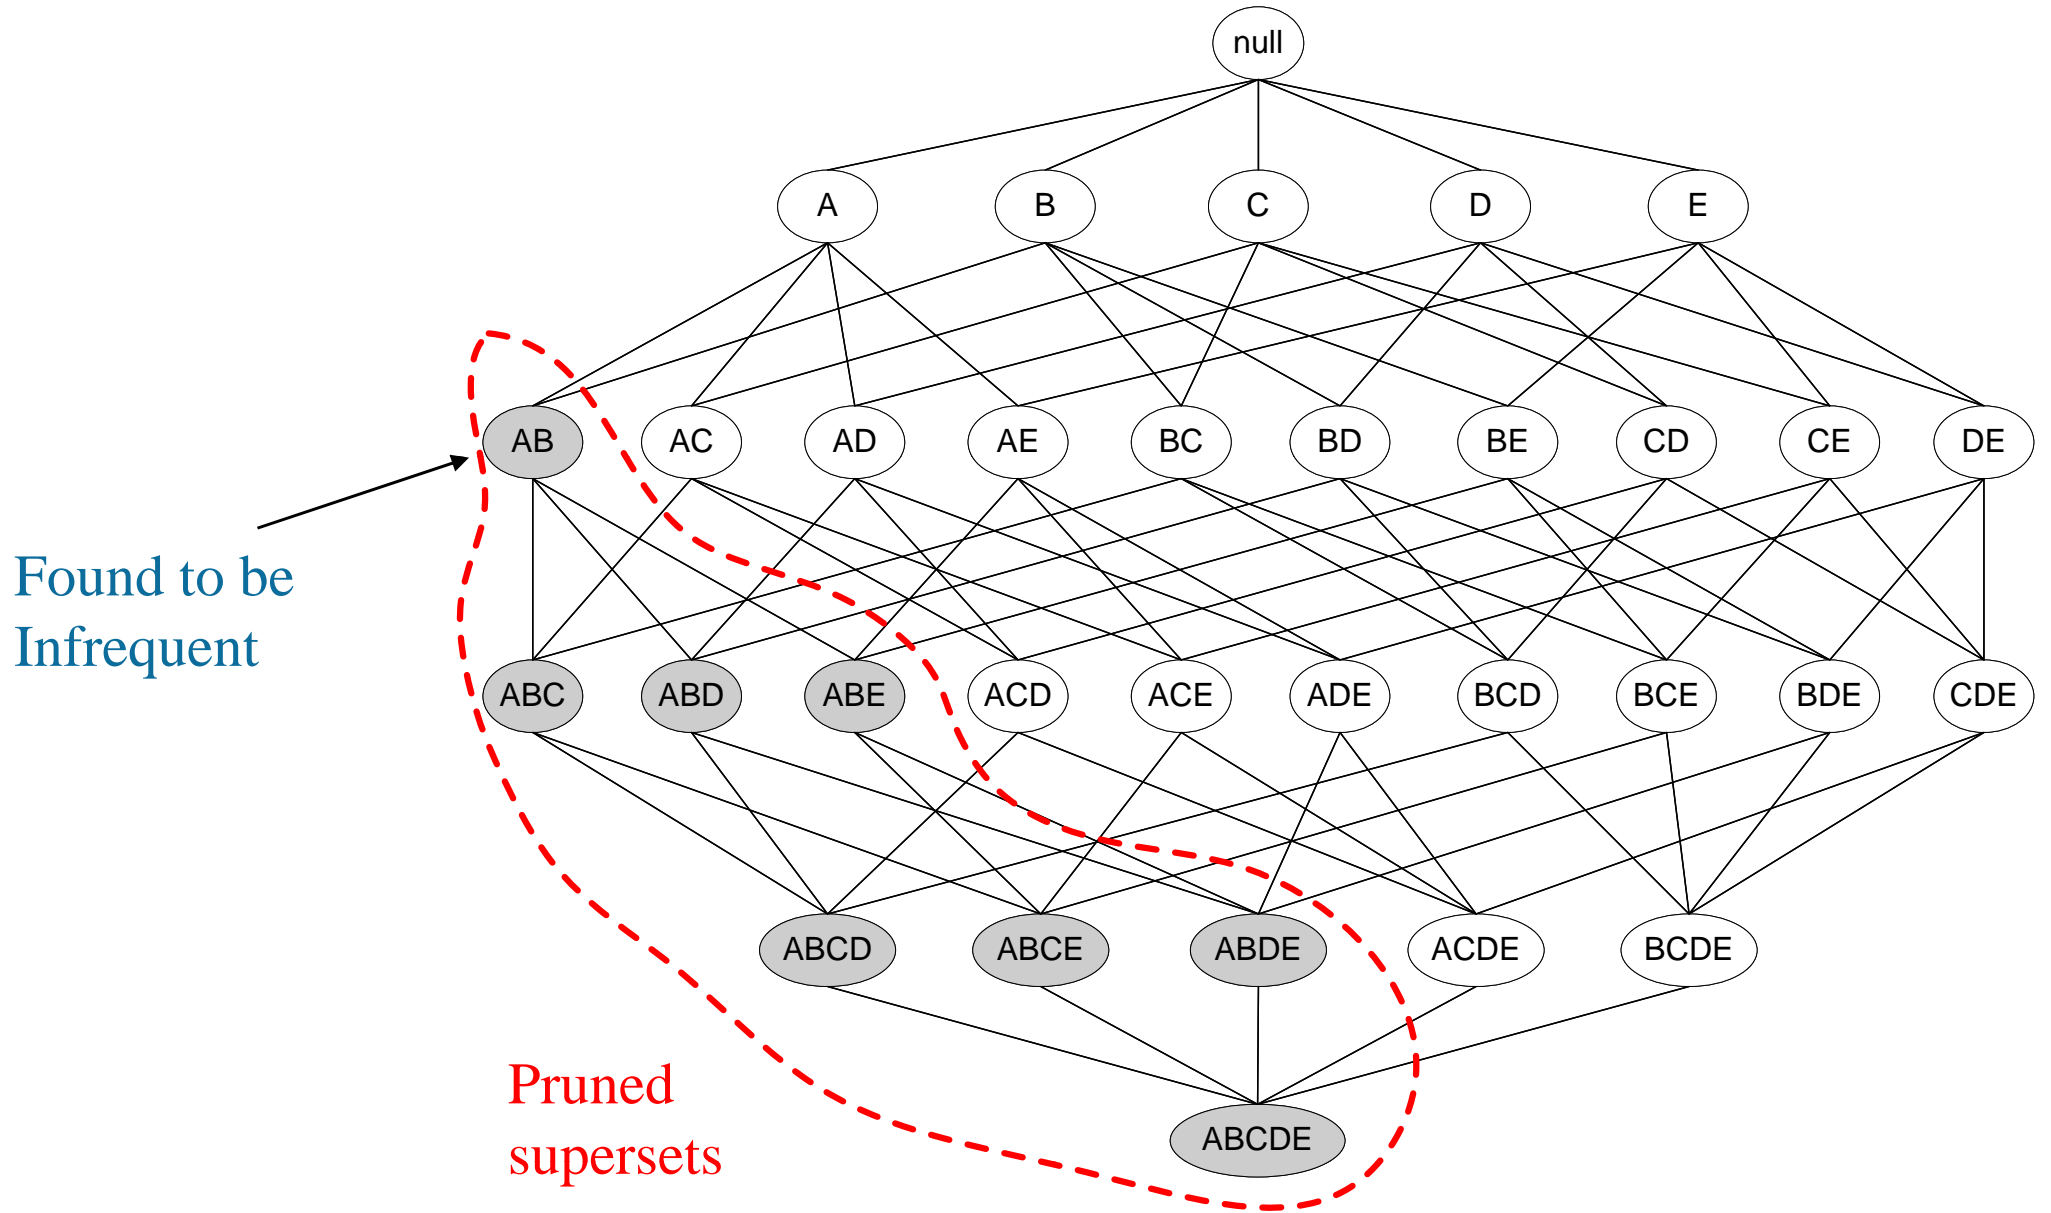 null
A B C D E
AB AC AD AE BC BD BE CD CE DE
Found to be
Infrequent
ABC ABD ABE ACD ACE ADE BCD BCE BDE CDE
ABCD ABCE ABDE ACDE BCDE
Pruned
supersets
ABCDE